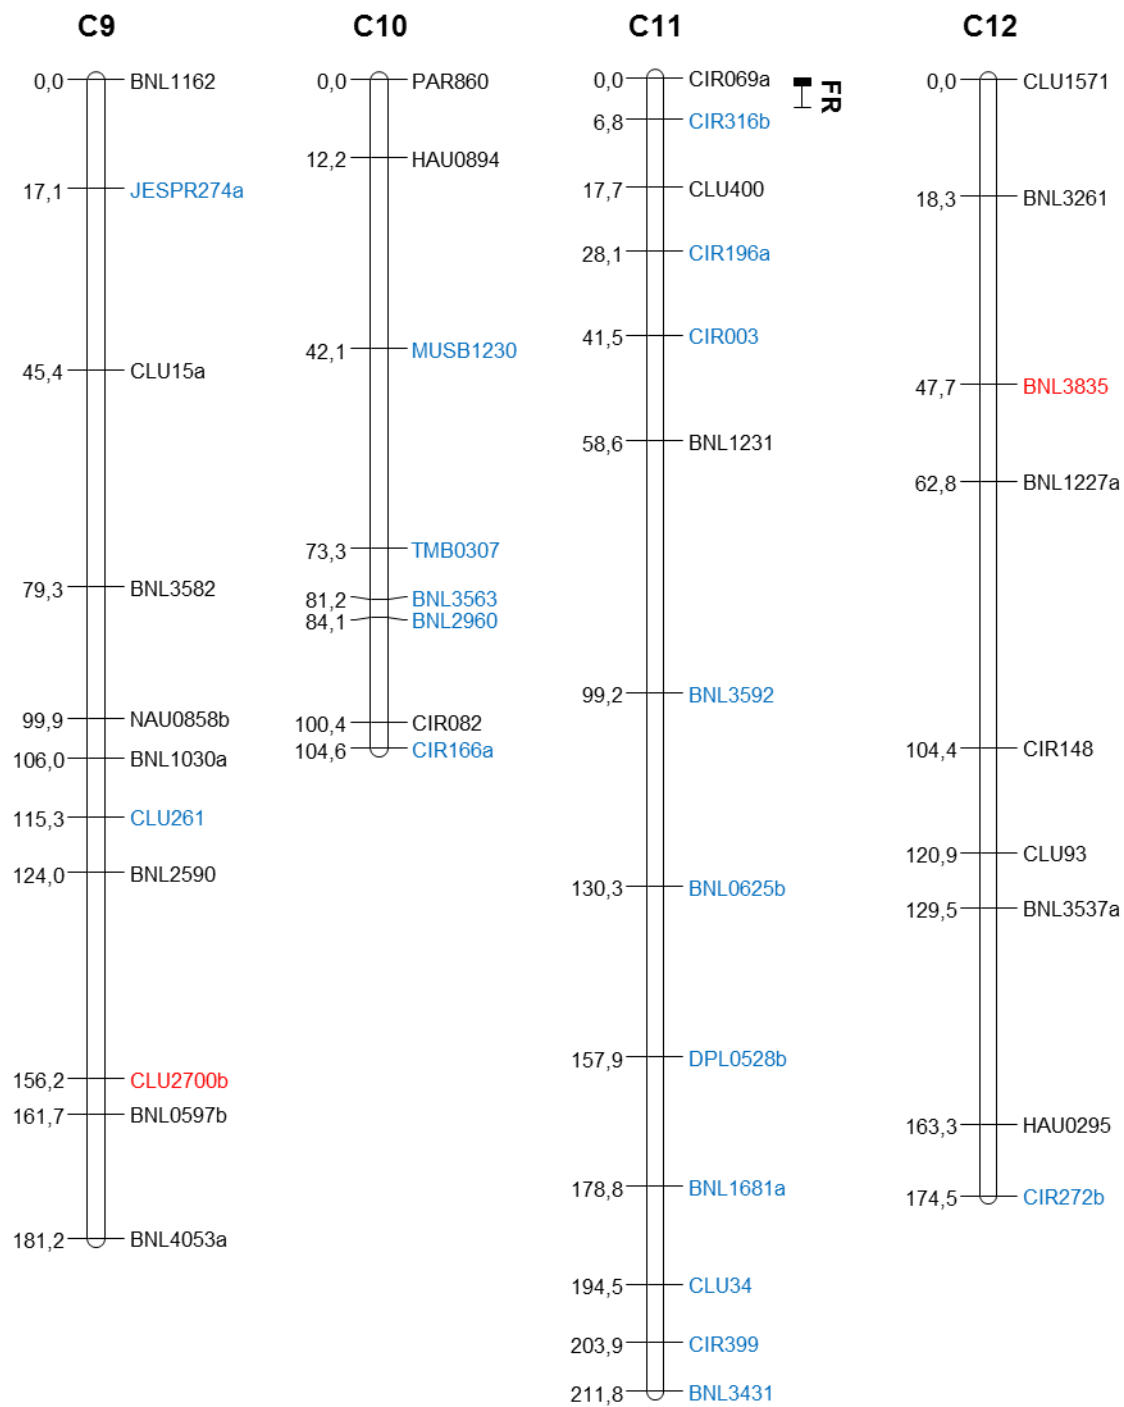 C9
0,0 BNL1162
17,1 JESPR274a
45,4 CLU15a
79,3 BNL3582
99,9 NAU0858b
106,0 BNL1030a
115,3 CLU261
124,0 BNL2590
156,2 CLU2700b
161,7 BNL0597b
181,2 BNL4053a
C10
0,0 PAR860
12,2 HAU0894
42,1 MUSB1230
73,3 TMB0307
81,2 BNL3563
84,1 BNL2960
100,4 CIR082
104,6 CIR166a
C11
0,0 CIR069a
6,8 CIR316b
17,7 CLU400
28,1 CIR196a
41,5 CIR003
58,6 BNL1231
99,2 BNL3592
130,3 BNL0625b
157,9 DPL0528b
178,8 BNL1681a
194,5 CLU34
203,9 CIR399
211,8 BNL3431
FR
C12
0,0 CLU1571
18,3 BNL3261
47,7 BNL3835
62,8 BNL1227a
104,4 CIR148
120,9 CLU93
129,5 BNL3537a
163,3 HAU0295
174,5 CIR272b